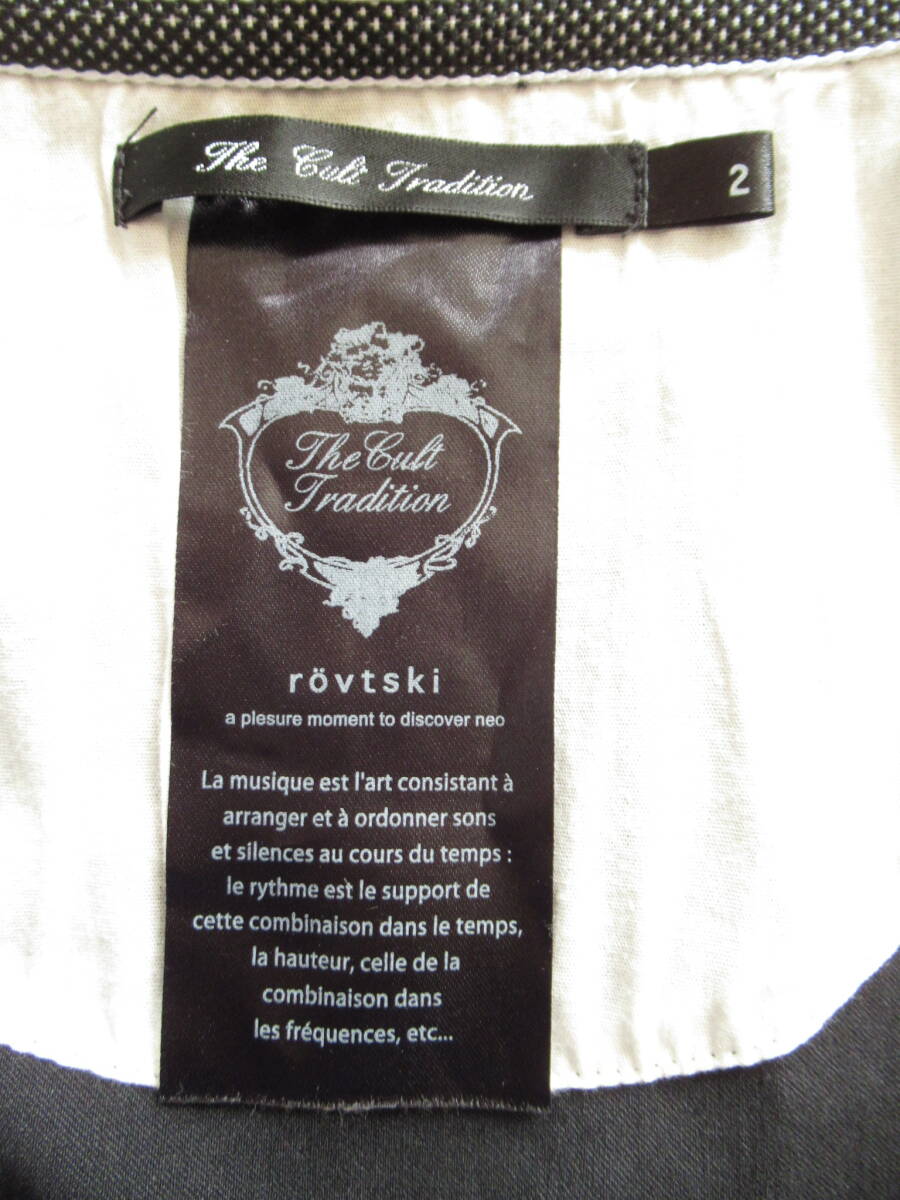 The Cult Tradition
2
The Cult
Tradition
rövtski
a plesure moment to discover neo
La musique est l'art consistant à
arranger et à ordonner sons
et silences au cours du temps :
le rythme est le support de
cette combinaison dans le temps,
la hauteur, celle de la
combinaison dans
les fréquences, etc...